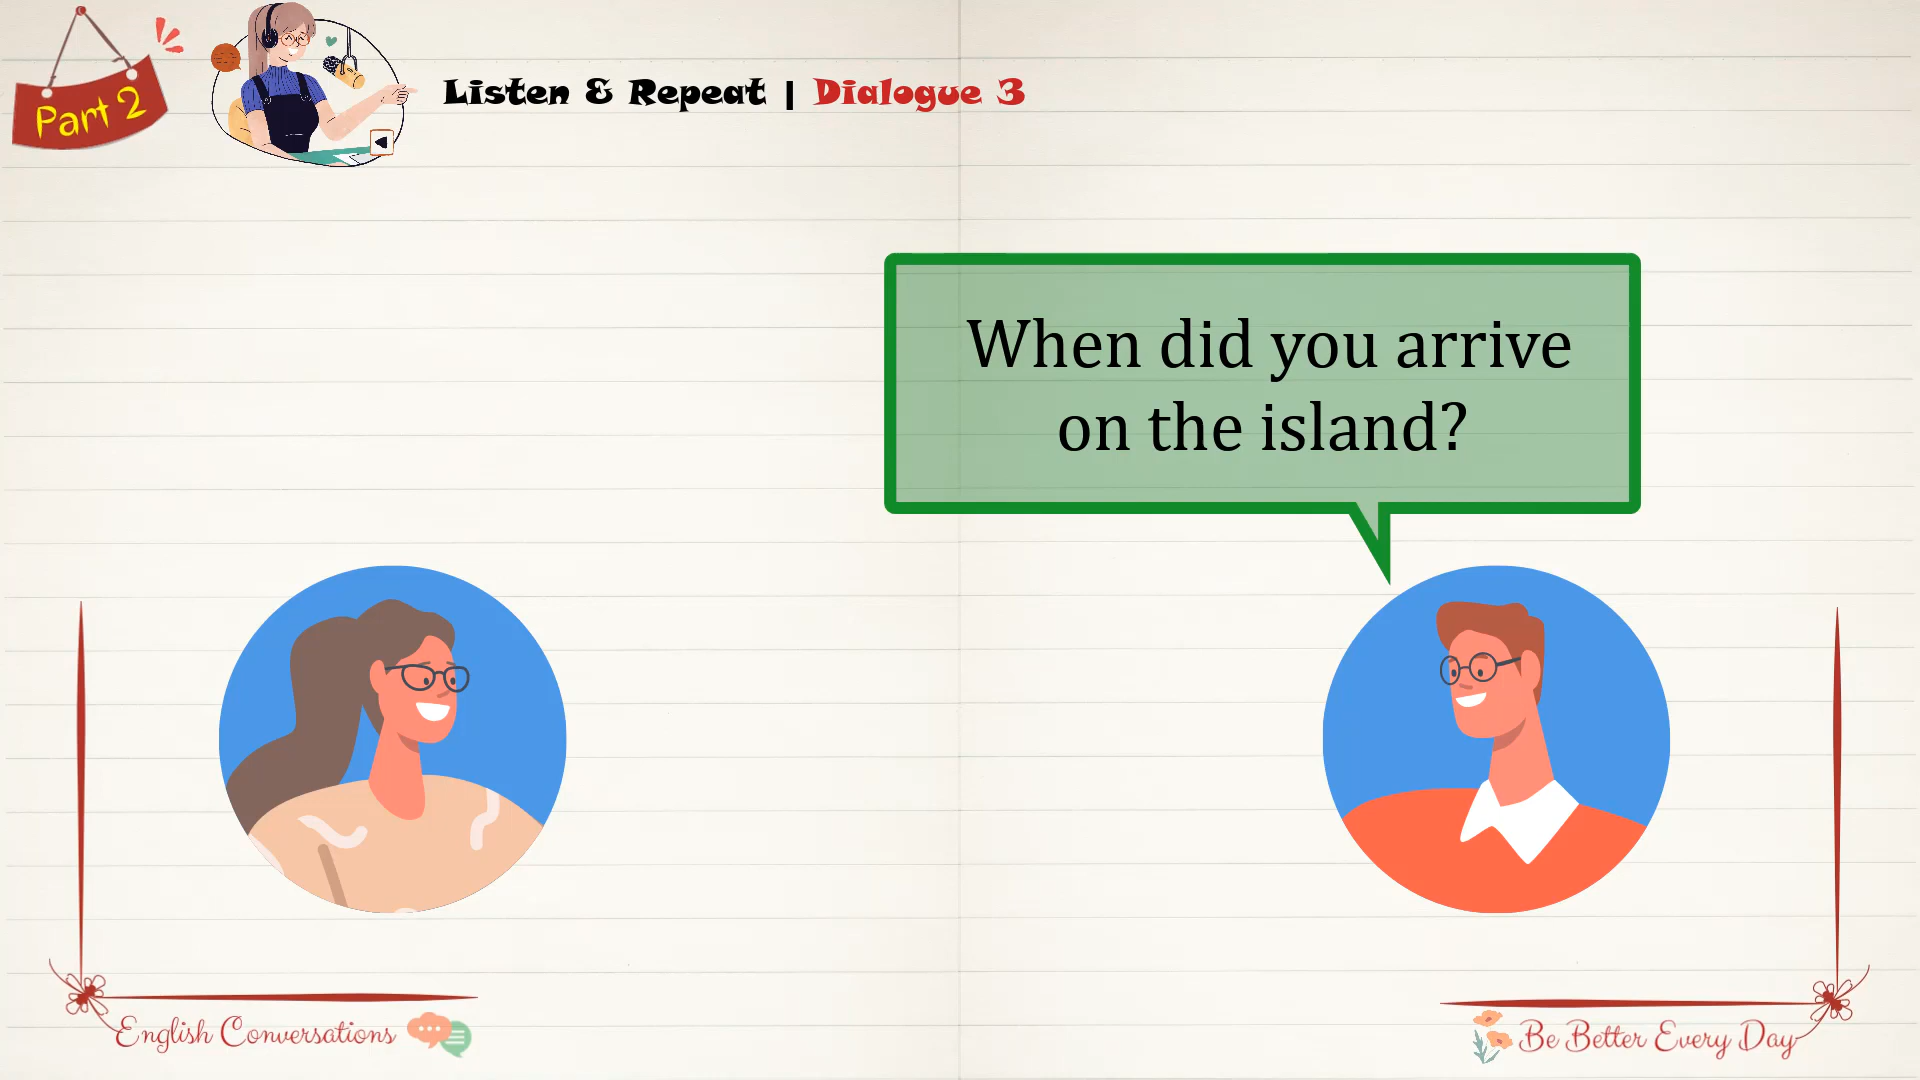 Part 2
Listen & Repeat | Dialogue 3
When did you arrive
on the island?
English Conversations
Be Better Every Day